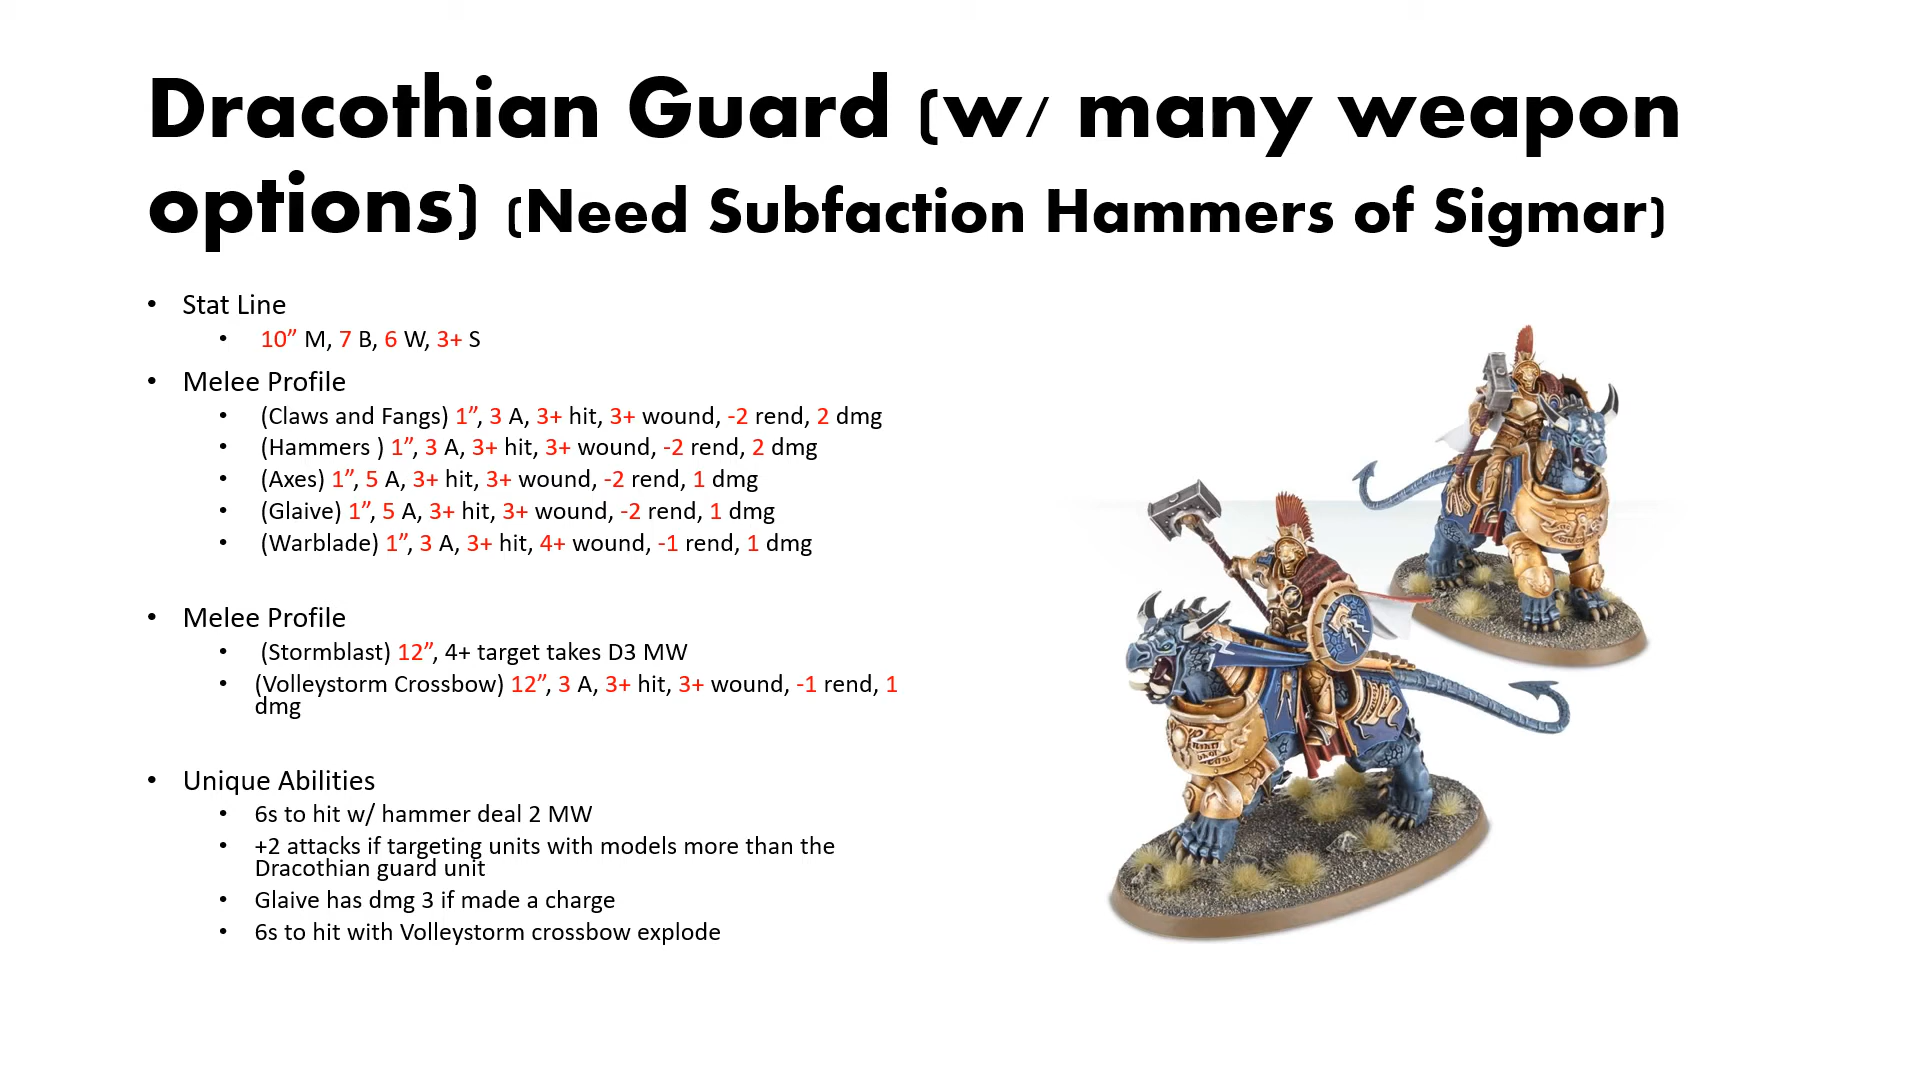 Dracothian Guard (w/ many weapon
options) (Need Subfaction Hammers of Sigmar)
• Stat Line
• 10” M, 7 B, 6 W, 3+ S
• Melee Profile
• (Claws and Fangs) 1”, 3 A, 3+ hit, 3+ wound, -2 rend, 2 dmg
• (Hammers ) 1”, 3 A, 3+ hit, 3+ wound, -2 rend, 2 dmg
• (Axes) 1”, 5 A, 3+ hit, 3+ wound, -2 rend, 1 dmg
• (Glaive) 1”, 5 A, 3+ hit, 3+ wound, -2 rend, 1 dmg
• (Warblade) 1”, 3 A, 3+ hit, 4+ wound, -1 rend, 1 dmg
• Melee Profile
• (Stormblast) 12”, 4+ target takes D3 MW
• (Volleystorm Crossbow) 12”, 3 A, 3+ hit, 3+ wound, -1 rend, 1
dmg
• Unique Abilities
• 6s to hit w/ hammer deal 2 MW
• +2 attacks if targeting units with models more than the
Dracothian guard unit
• Glaive has dmg 3 if made a charge
• 6s to hit with Volleystorm crossbow explode